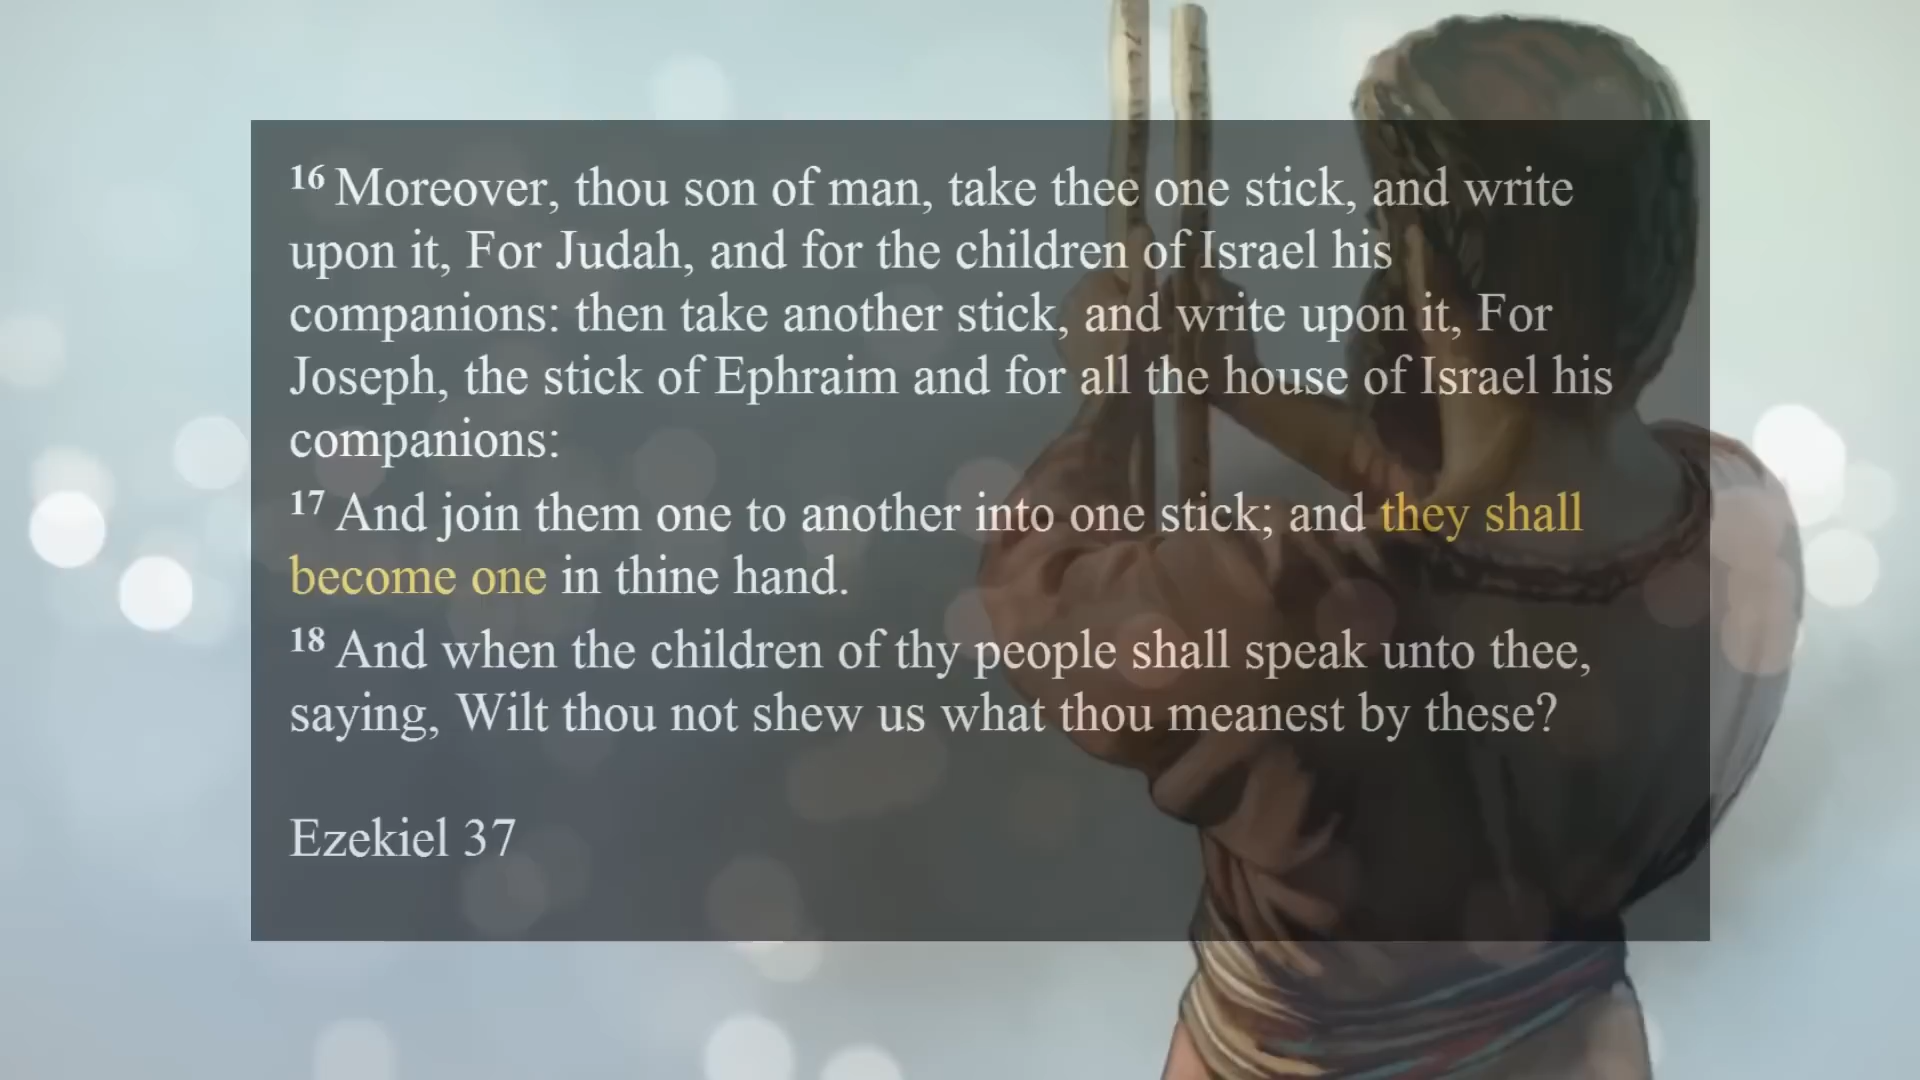 16 Moreover, thou son of man, take thee one stick, and write
upon it, For Judah, and for the children of Israel his
companions: then take another stick, and write upon it, For
Joseph, the stick of Ephraim and for all the house of Israel his
companions:
17 And join them one to another into one stick; and they shall
become one in thine hand.
18 And when the children of thy people shall speak unto thee,
saying, Wilt thou not shew us what thou meanest by these?
Ezekiel 37